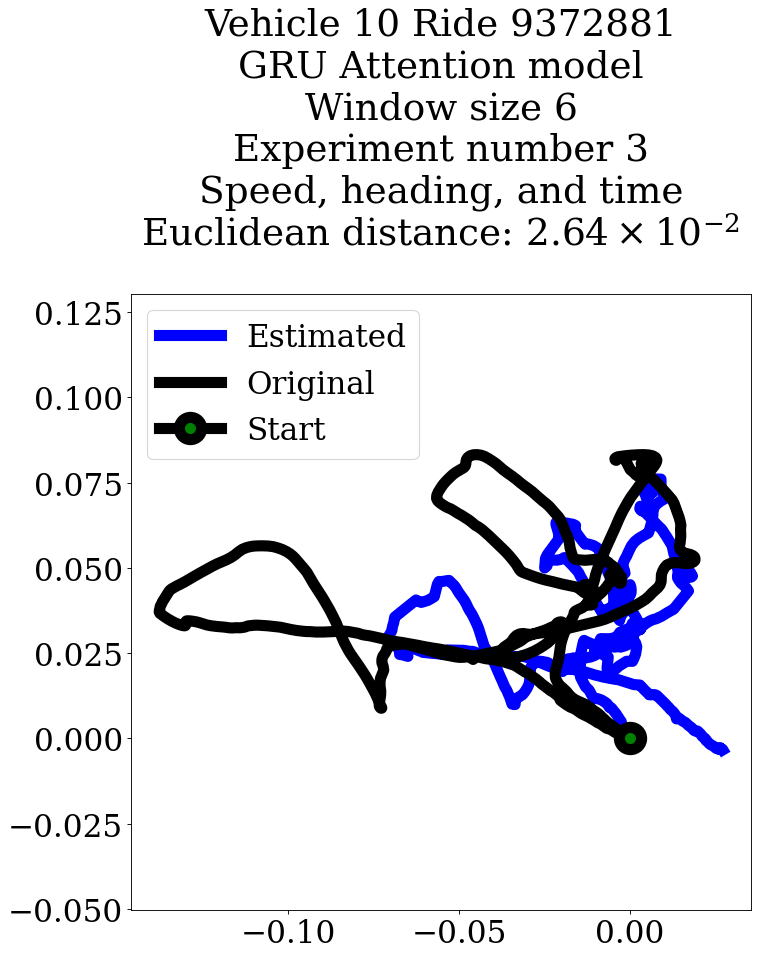 Vehicle 10 Ride 9372881
GRU Attention model
Window size 6
Experiment number 3
Speed, heading, and time
Euclidean distance: 2.64 × 10⁻²
Estimated
Original
Start
0.125
0.100
0.075
0.050
0.025
0.000
−0.025
−0.050
−0.10
−0.05
0.00